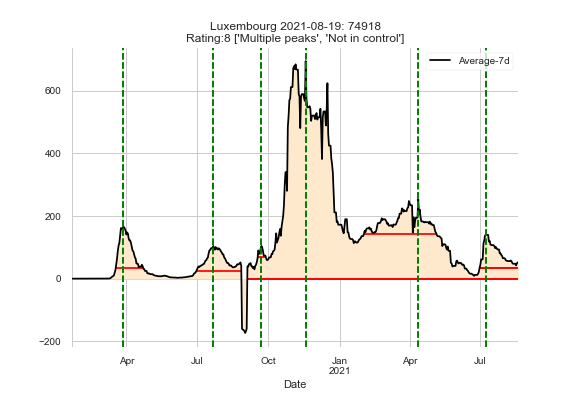 Luxembourg 2021-08-19: 74918
Rating:8 ['Multiple peaks', 'Not in control']
Average-7d
600
400
200
0
−200
Apr
Jul
Oct
Jan
2021
Apr
Jul
Date